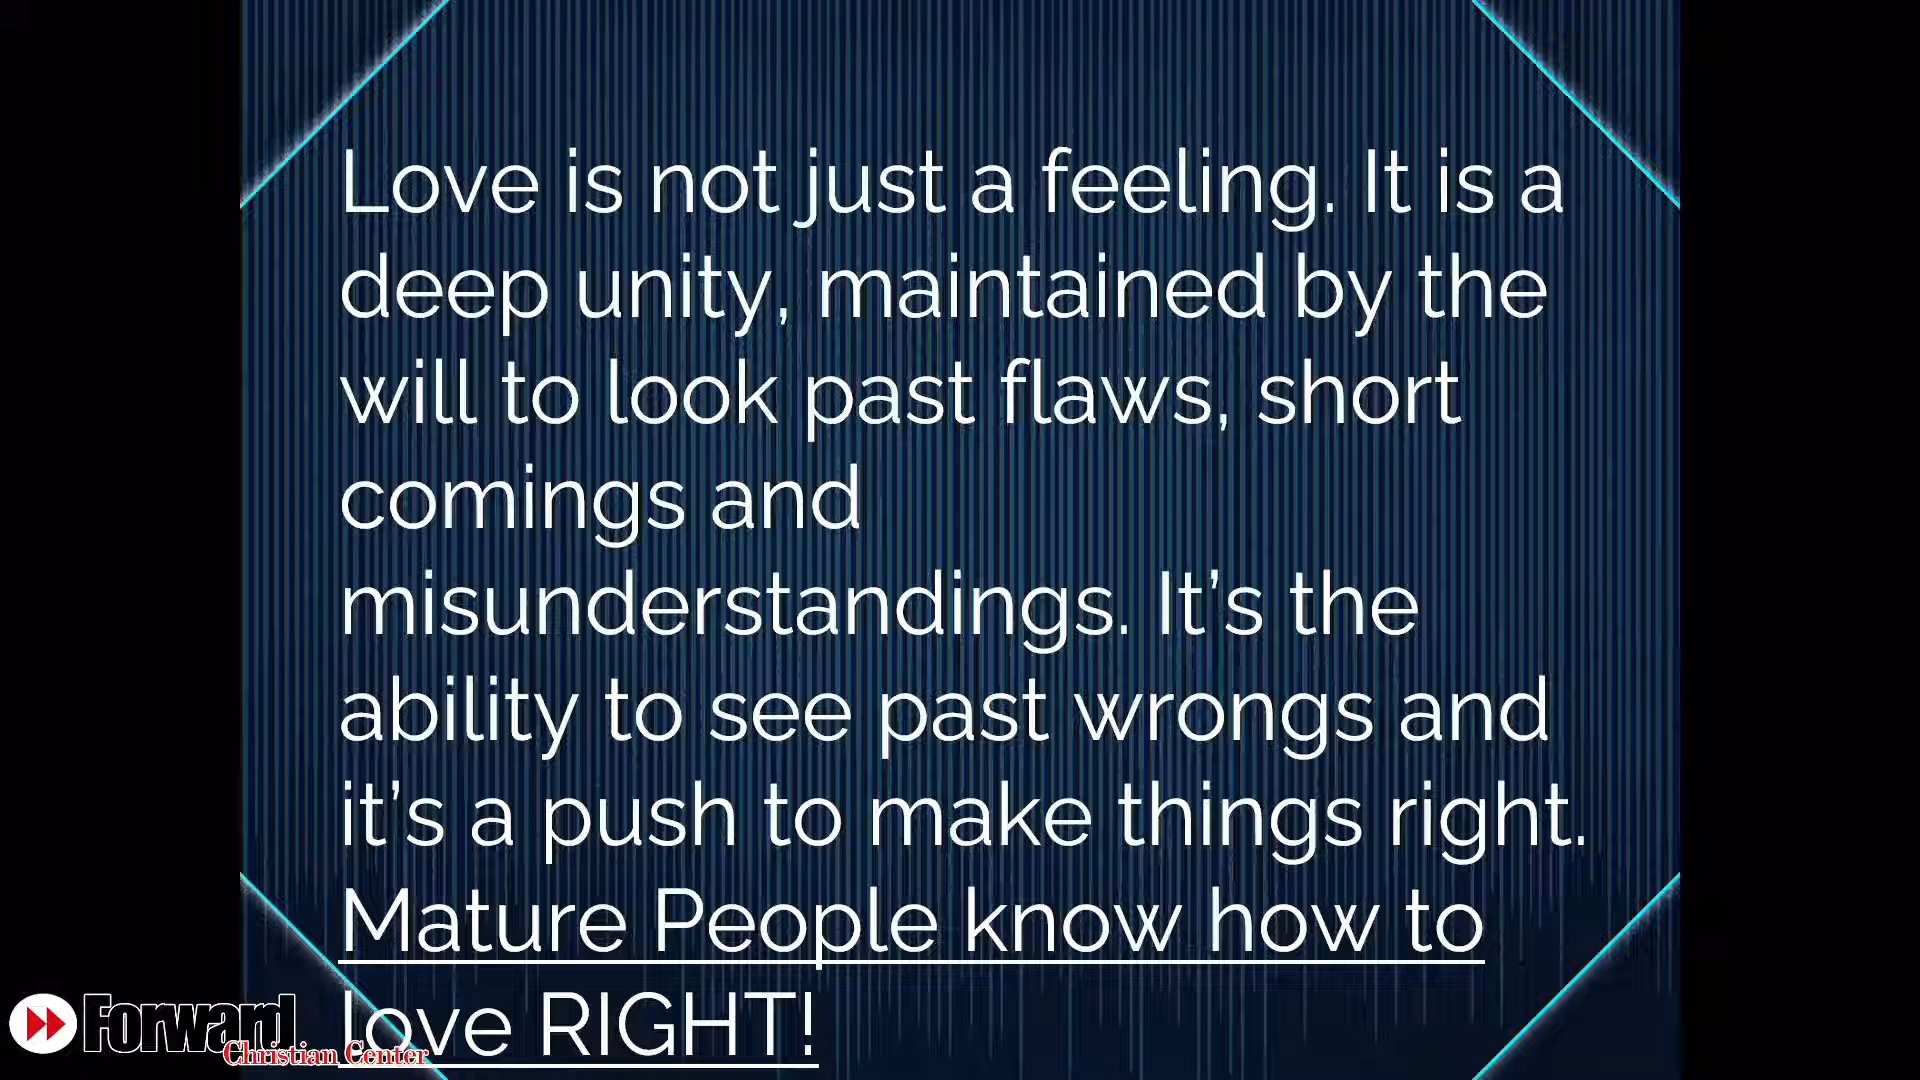 Love is not just a feeling. It is a
deep unity, maintained by the
will to look past flaws, short
comings and
misunderstandings. It’s the
ability to see past wrongs and
it’s a push to make things right.
Mature People know how to
love RIGHT!
Forward
Christian Center